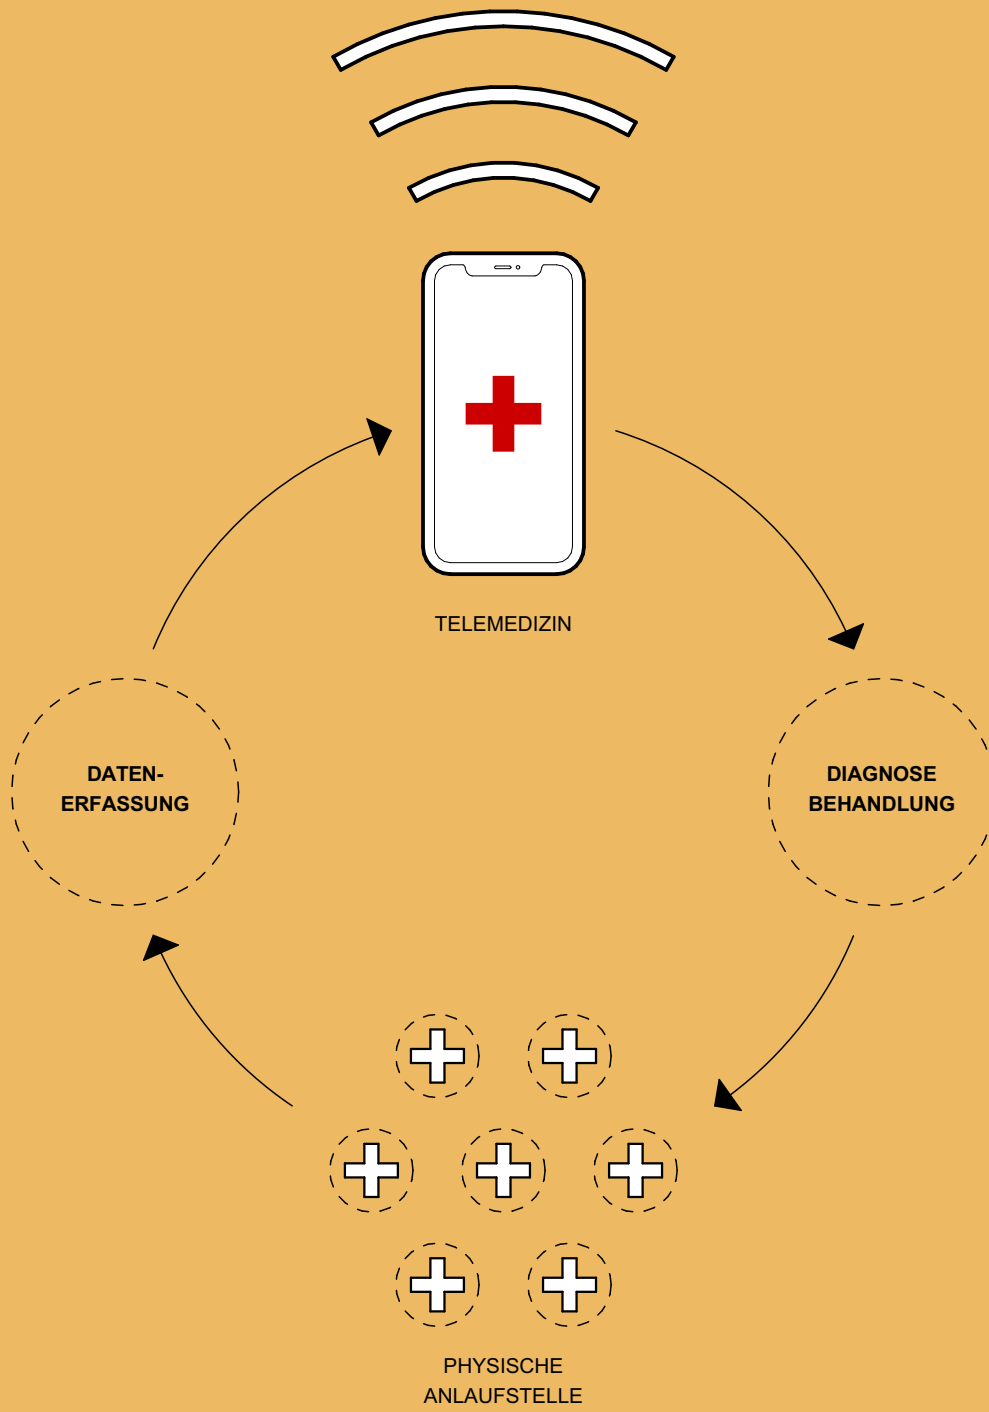 TELEMEDIZIN
DATEN-
ERFASSUNG
DIAGNOSE
BEHANDLUNG
PHYSISCHE
ANLAUFSTELLE